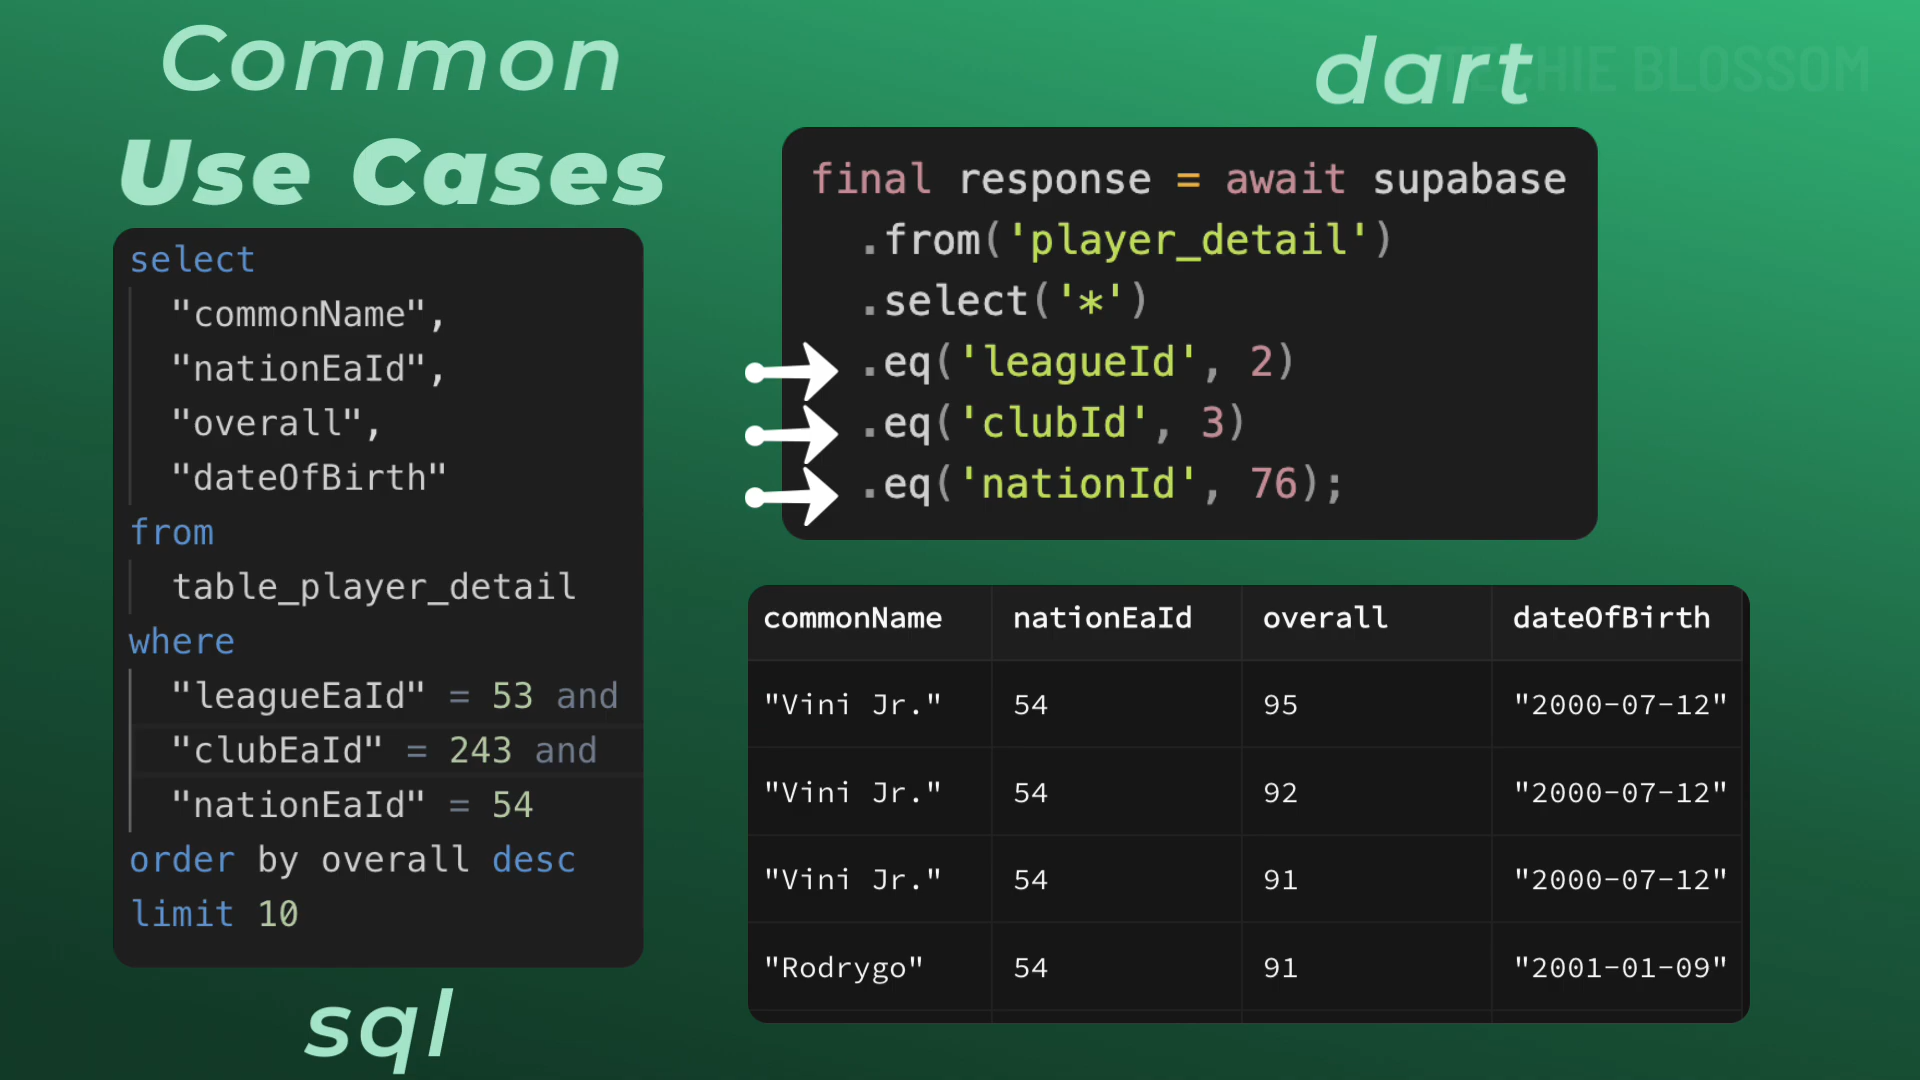 Common
Use Cases
select
"commonName",
"nationEaId",
"overall",
"dateOfBirth"
from
table_player_detail
where
"leagueEaId" = 53 and
"clubEaId" = 243 and
"nationEaId" = 54
order by overall desc
limit 10
sql
dart
TECHIE BLOSSOM
final response = await supabase
.from('player_detail')
.select('*')
.eq('leagueId', 2)
.eq('clubId', 3)
.eq('nationId', 76);
commonName nationEaId overall dateOfBirth
"Vini Jr." 54 95 "2000-07-12"
"Vini Jr." 54 92 "2000-07-12"
"Vini Jr." 54 91 "2000-07-12"
"Rodrygo" 54 91 "2001-01-09"